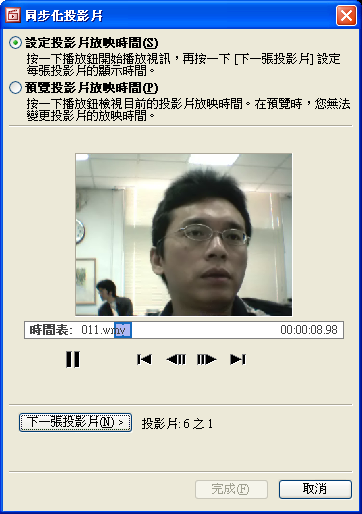 同步化投影片
設定投影片放映時間(S)
按一下播放鈕開始播放視訊，再按一下 [下一張投影片] 設定
每張投影片的顯示時間。
預覽投影片放映時間(P)
按一下播放鈕檢視目前的投影片放映時間。在預覽時，您無法
變更投影片的放映時間。
時間表: 011.wmv 00:00:08.98
下一張投影片(N) > 投影片: 6 之 1
完成(F) 取消